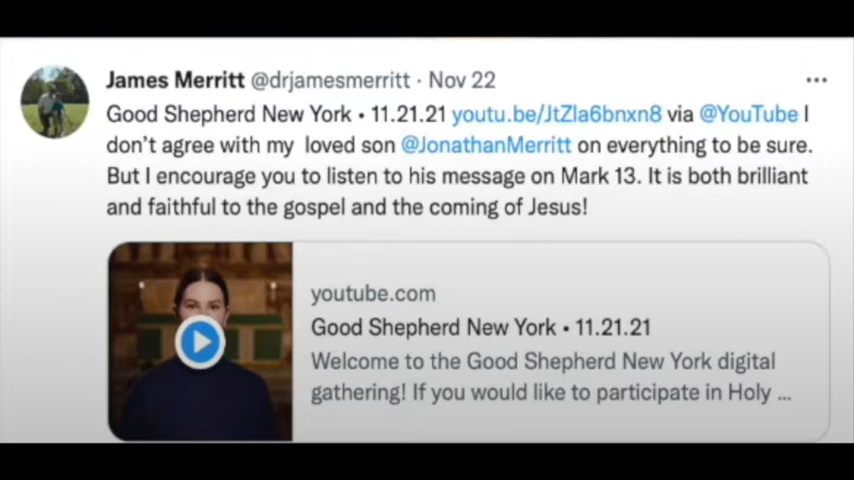 James Merritt @drjamesmerritt · Nov 22 ...
Good Shepherd New York • 11.21.21 youtu.be/JtZla6bnxn8 via @YouTube I
don't agree with my loved son @JonathanMerritt on everything to be sure.
But I encourage you to listen to his message on Mark 13. It is both brilliant
and faithful to the gospel and the coming of Jesus!
youtube.com
Good Shepherd New York • 11.21.21
Welcome to the Good Shepherd New York digital
gathering! If you would like to participate in Holy ...